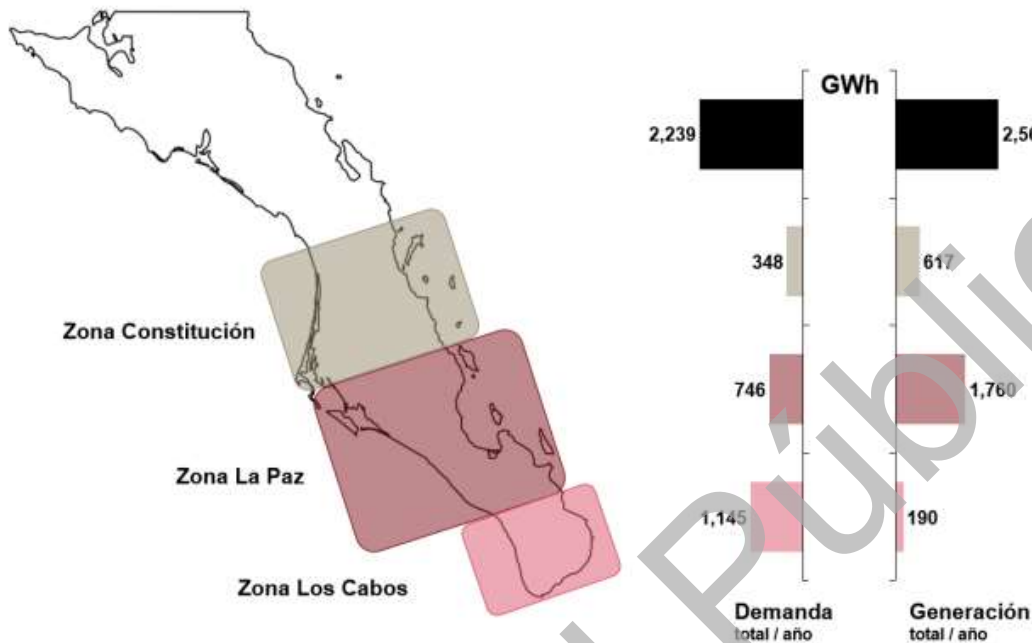 GWh
2,239
348
617
Zona Constitución
746
1,760
Zona La Paz
1,145
190
Zona Los Cabos
Demanda
total / año
Generación
total / año